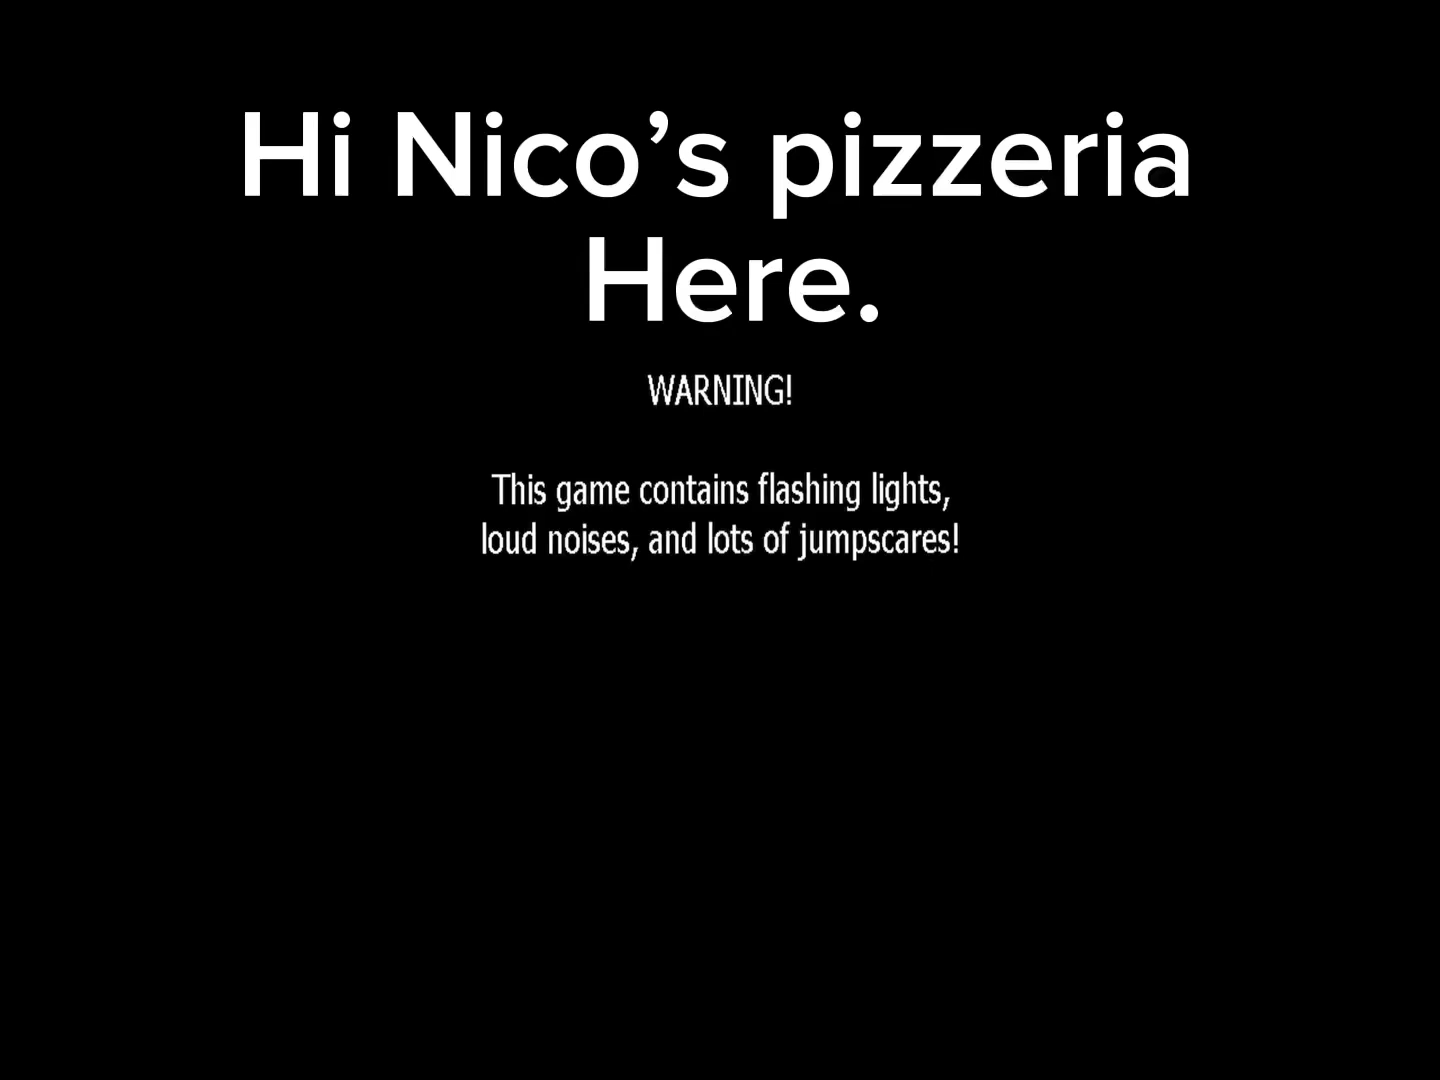 Hi Nico’s pizzeria
Here.
WARNING!
This game contains flashing lights,
loud noises, and lots of jumpscares!